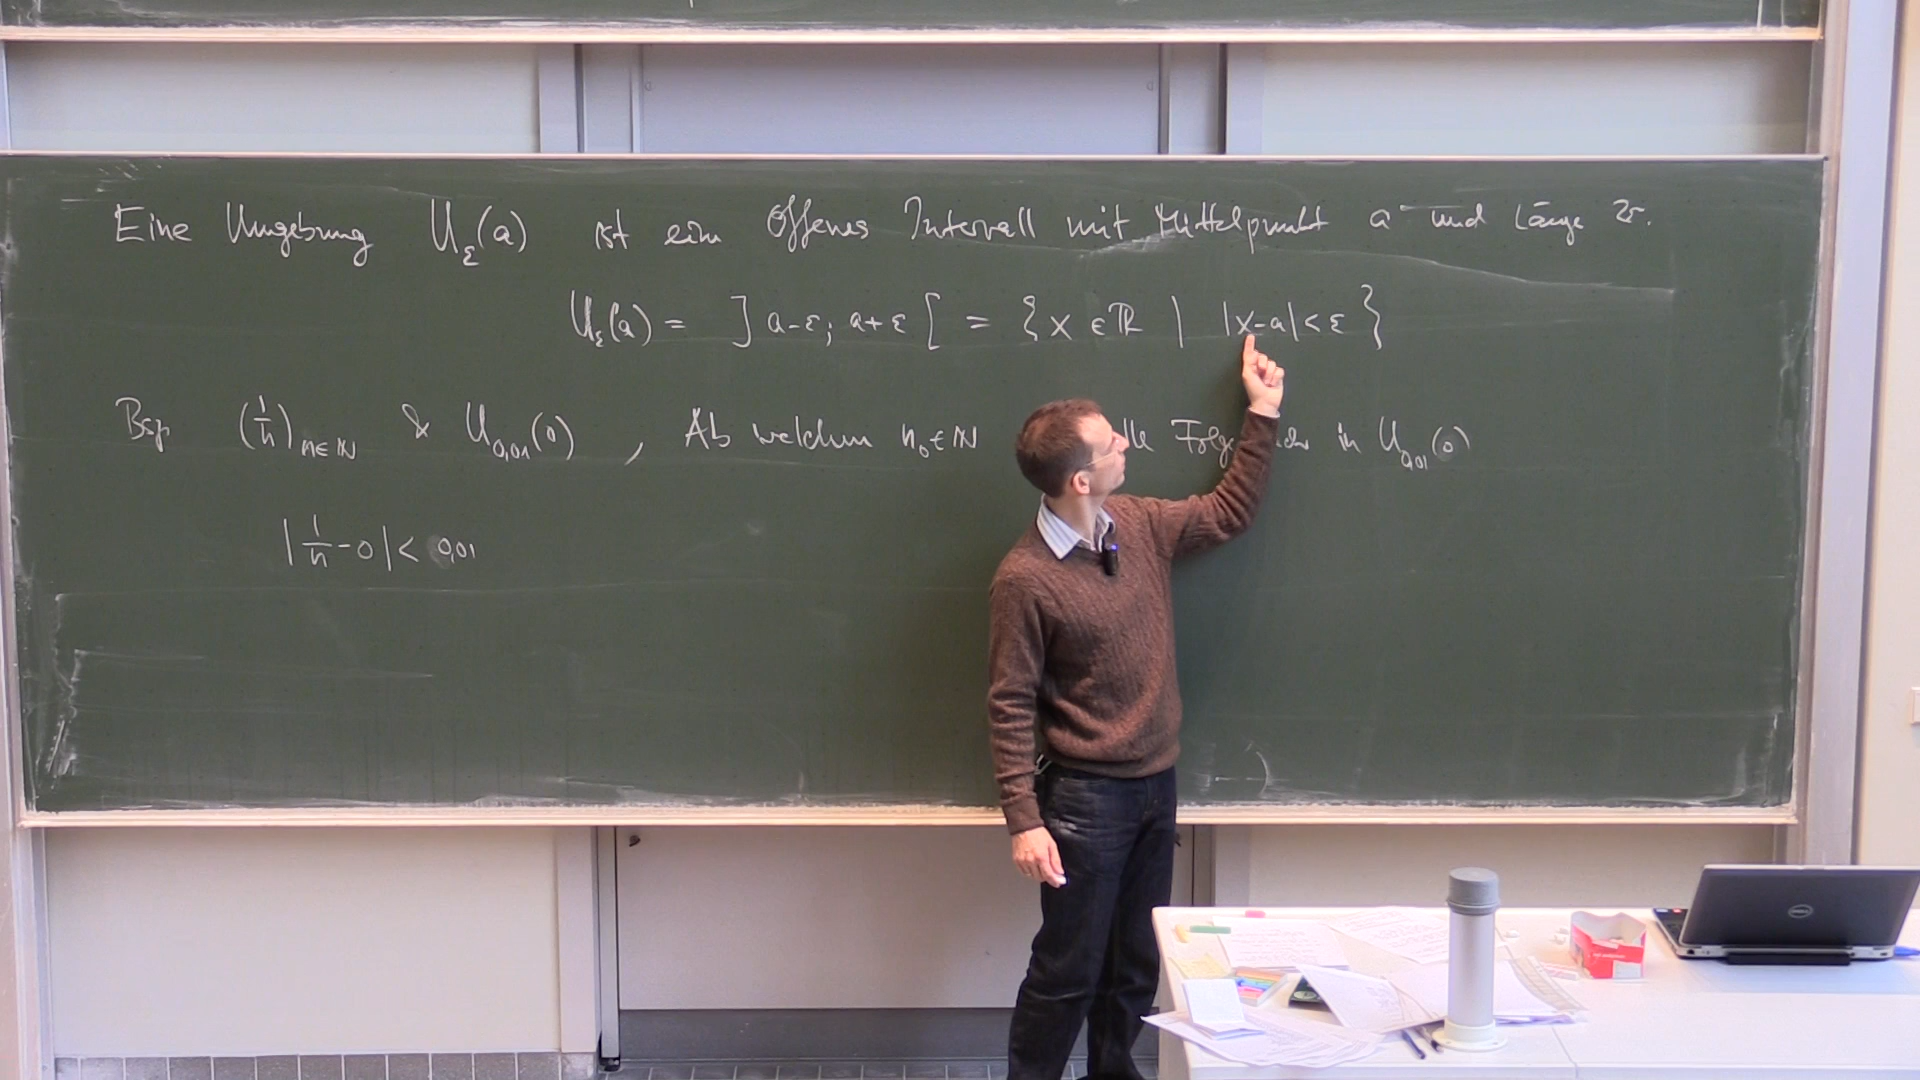 Eine Umgebung U_ε(a) ist ein Offenes Intervall mit Mittelpunkt a und Länge 2ε.
U_ε(a) = ]a-ε; a+ε[ = {x ∈ ℝ | |x-a| < ε}
Bsp (1/n)_{n∈ℕ} & U_{0,01}(0), Ab welchem n₀∈ℕ in U_{0,01}(0)
|1/n - 0| < 0,01
DELL